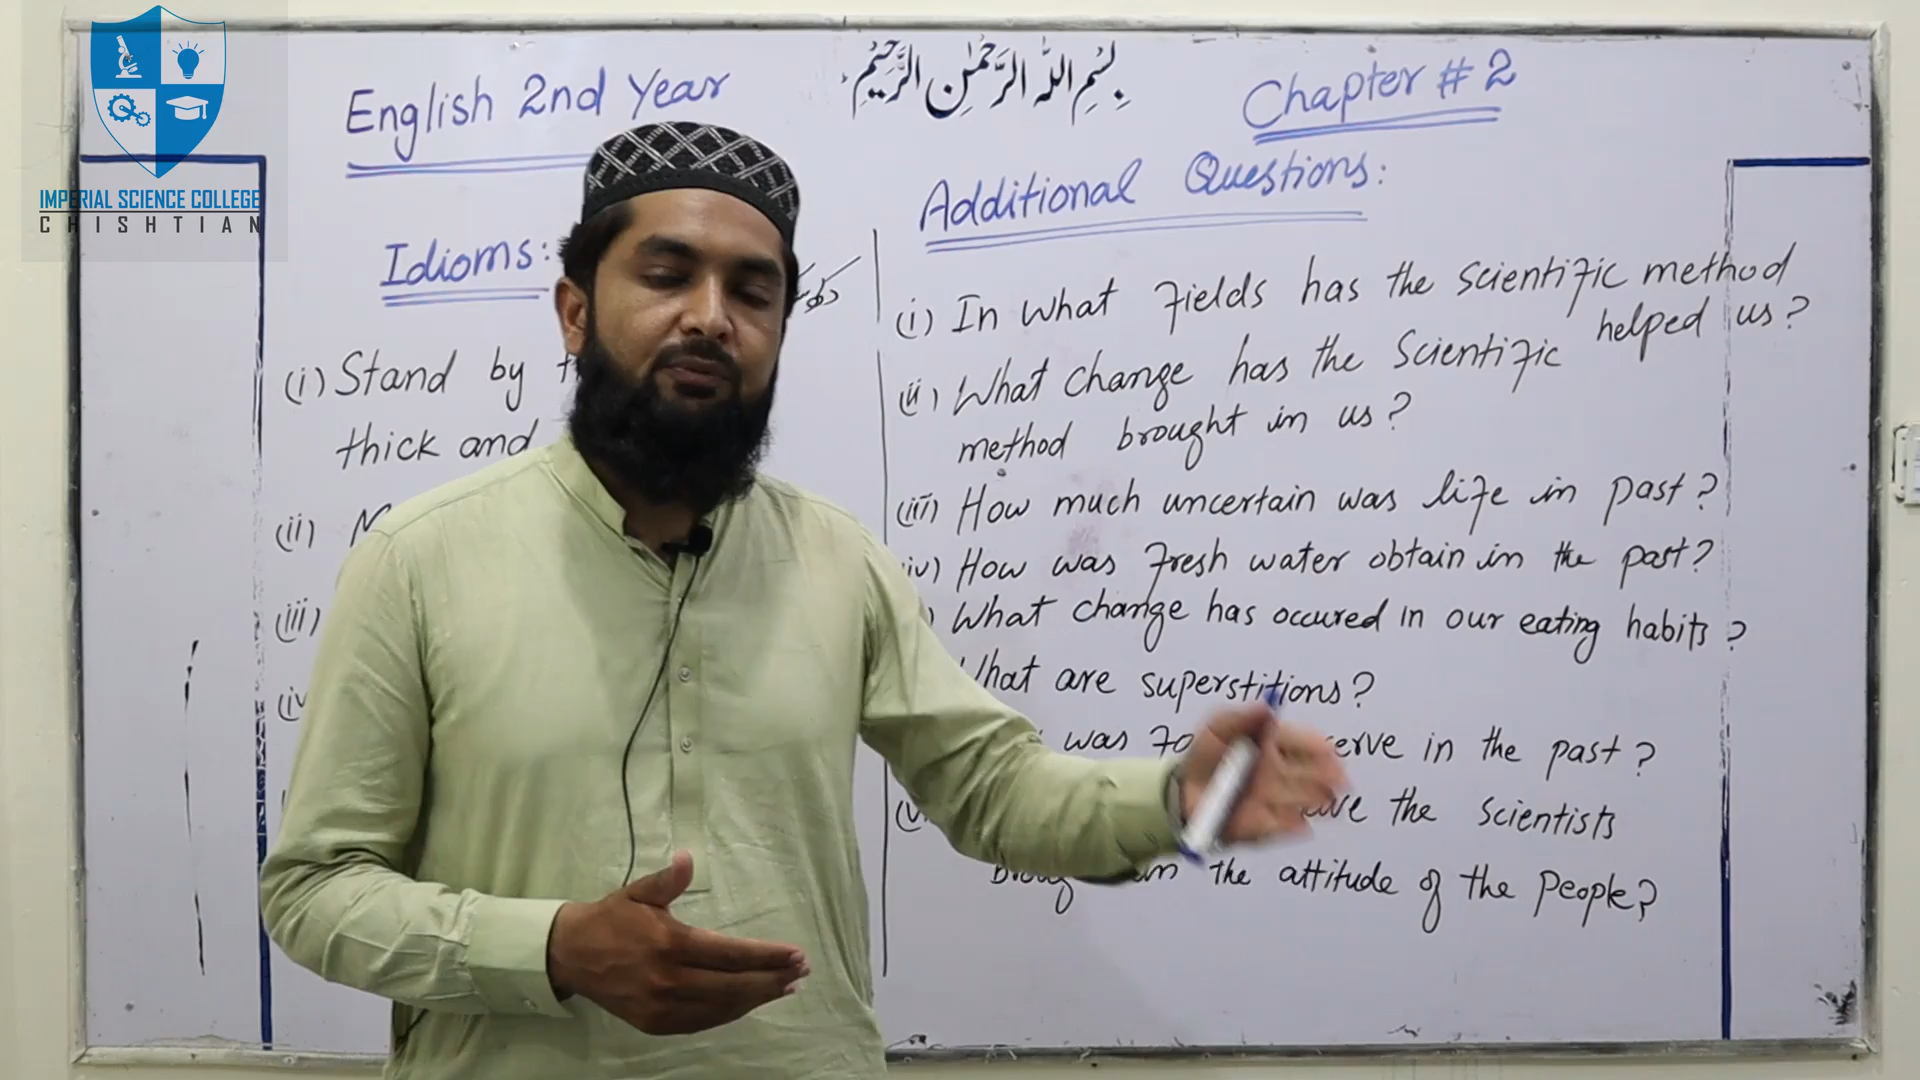 IMPERIAL SCIENCE COLLEGE
CHISHTIAN
English 2nd Year
بِسْمِ اللّٰهِ الرَّحْمٰنِ الرَّحِيْمِ
Chapter # 2
Idioms:
(i) Stand by
thick and
(ii)
(iii)
(iv
Additional Questions:
(i) In what fields has the scientific method
helped us?
(ii) What change has the scientific
method brought in us?
(iii) How much uncertain was life in past?
iv) How was fresh water obtain in the past?
) What change has occured in our eating habits?
What are superstitions?
was in the past?
the scientists
in the attitude of the people?